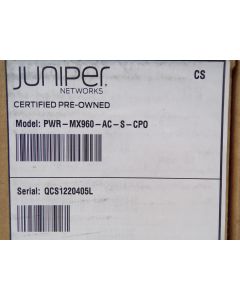 JUNIPER
NETWORKS
CS
CERTIFIED PRE-OWNED
Model: PWR-MX960-AC-S-CPO
Serial: QCS1220405L